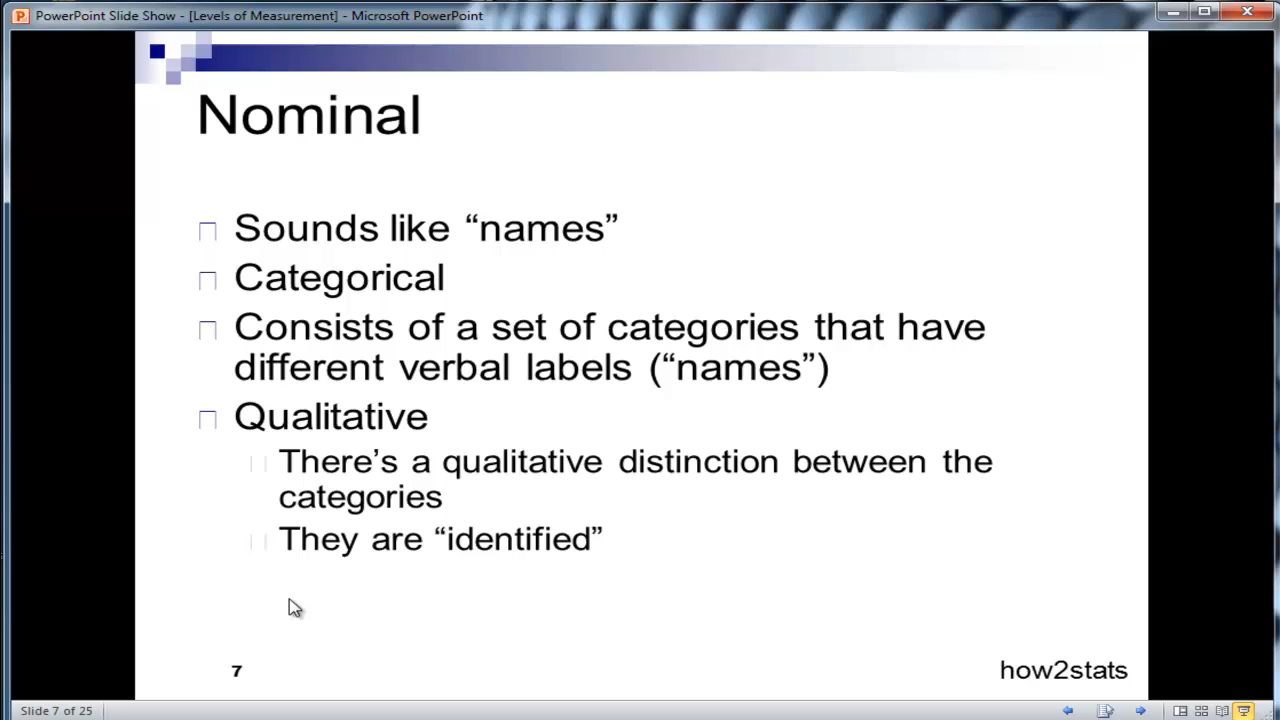 PowerPoint Slide Show - [Levels of Measurement] - Microsoft PowerPoint
Nominal
Sounds like “names”
Categorical
Consists of a set of categories that have
different verbal labels (“names”)
Qualitative
There’s a qualitative distinction between the
categories
They are “identified”
7
how2stats
Slide 7 of 25